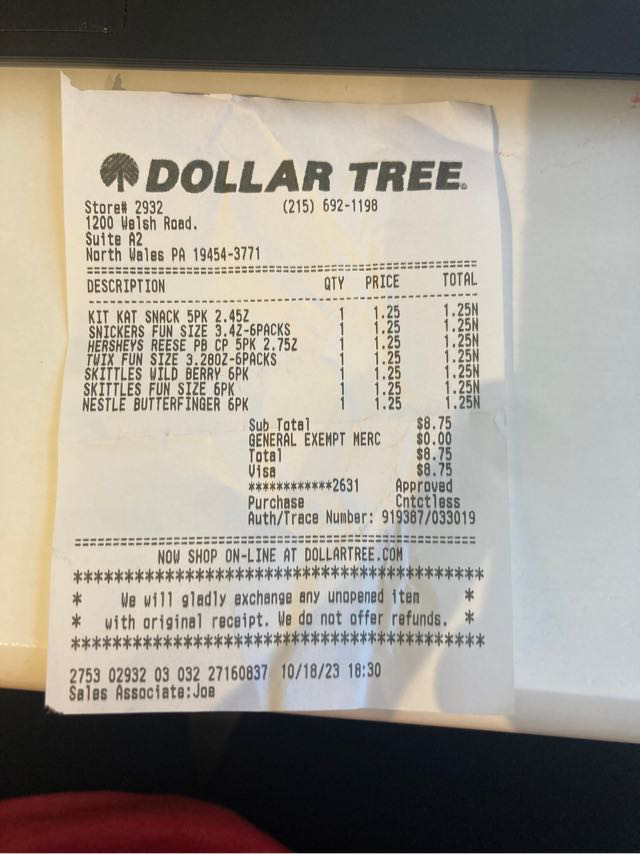 DOLLAR TREE®
Store# 2932 (215) 692-1198
1200 Welsh Road.
Suite A2
North Wales PA 19454-3771
================================================
DESCRIPTION QTY PRICE TOTAL
------------------------------------------------
KIT KAT SNACK 5PK 2.45Z 1 1.25 1.25N
SNICKERS FUN SIZE 3.4Z-6PACKS 1 1.25 1.25N
HERSHEYS REESE PB CP 5PK 2.75Z 1 1.25 1.25N
TWIX FUN SIZE 3.28OZ-6PACKS 1 1.25 1.25N
SKITTLES WILD BERRY 6PK 1 1.25 1.25N
SKITTLES FUN SIZE 6PK 1 1.25 1.25N
NESTLE BUTTERFINGER 6PK 1 1.25 1.25N
Sub Total $8.75
GENERAL EXEMPT MERC $0.00
Total $8.75
Visa $8.75
************2631 Approved
Purchase Cntctless
Auth/Trace Number: 919387/033019
================================================
NOW SHOP ON-LINE AT DOLLARTREE.COM
************************************************
* We will gladly exchange any unopened item *
* with original receipt. We do not offer refunds. *
************************************************
2753 02932 03 032 27160837 10/18/23 18:30
Sales Associate:Joe